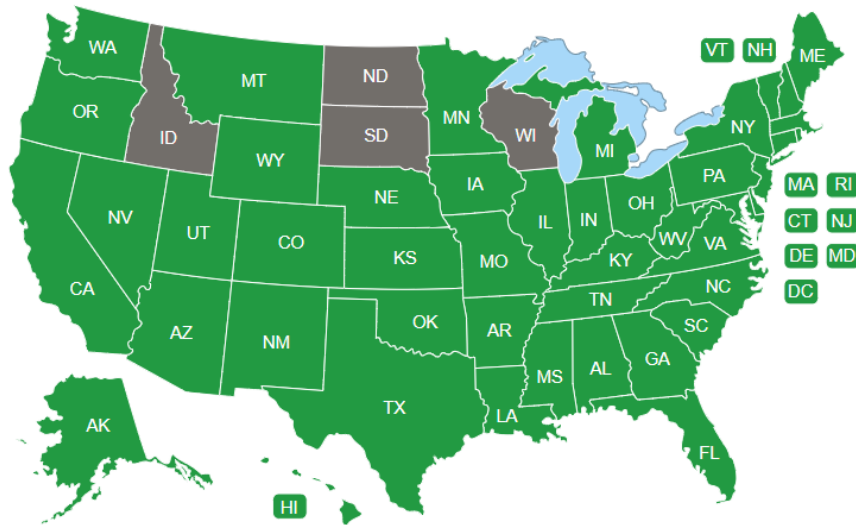 WA
MT
ND
MN
VT
NH
ME
OR
ID
SD
WI
MI
NY
WY
NE
IA
PA
NV
UT
CO
KS
MO
IL
IN
OH
WV
VA
KY
MA
RI
CT
NJ
DE
MD
DC
CA
AZ
NM
OK
AR
TN
NC
SC
TX
LA
MS
AL
GA
FL
AK
HI